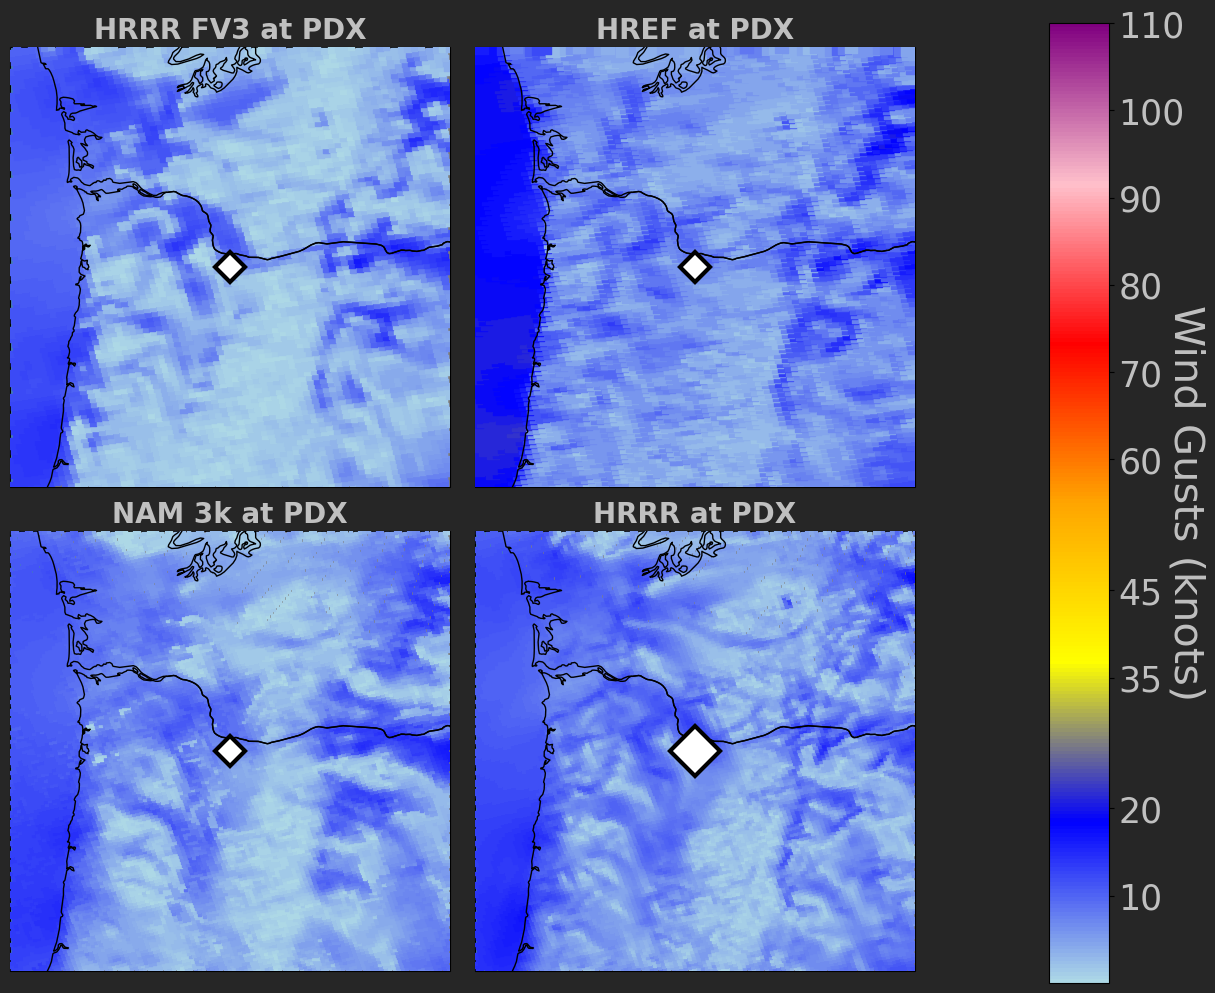 HRRR FV3 at PDX
HREF at PDX
NAM 3k at PDX
HRRR at PDX
110
100
90
80
70
60
45
35
20
10
Wind Gusts (knots)